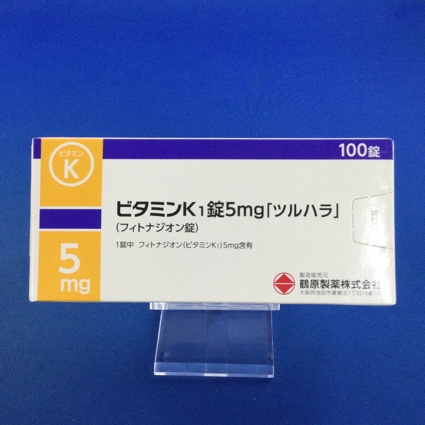 100錠
ビタミン
K
ビタミンK1錠5mg「ツルハラ」
(フィトナジオン錠)
1錠中 フィトナジオン(ビタミンK1)5mg含有
5
mg
製造販売元
鶴原製薬株式会社